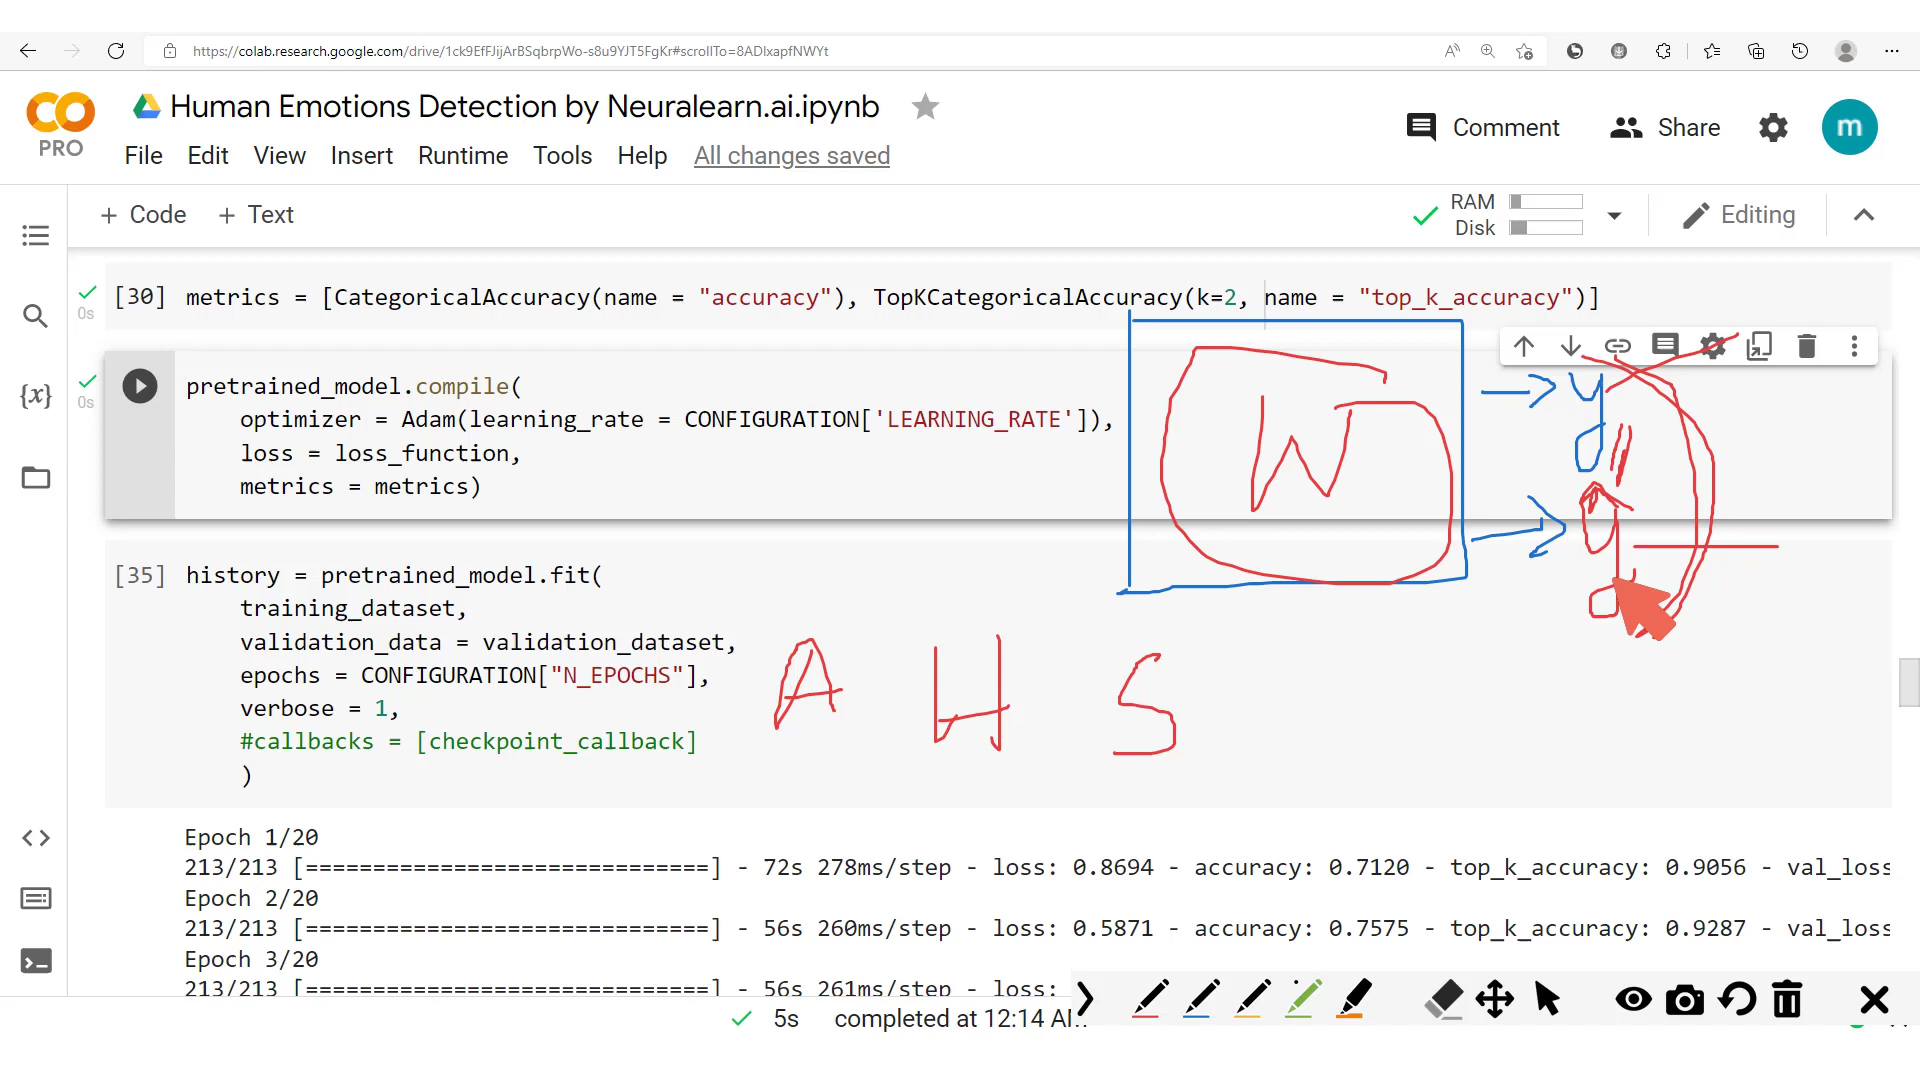 https://colab.research.google.com/drive/1ck9EfFJijArBSqbrpWo-s8u9YJT5FgKr#scrollTo=8ADlxapfNWYt
CO
PRO
Human Emotions Detection by Neuralearn.ai.ipynb
File Edit View Insert Runtime Tools Help All changes saved
Comment Share m
+ Code + Text
RAM
Disk
Editing
0s [30] metrics = [CategoricalAccuracy(name = "accuracy"), TopKCategoricalAccuracy(k=2, name = "top_k_accuracy")]
0s
pretrained_model.compile(
optimizer = Adam(learning_rate = CONFIGURATION['LEARNING_RATE']),
loss = loss_function,
metrics = metrics)
[35] history = pretrained_model.fit(
training_dataset,
validation_data = validation_dataset,
epochs = CONFIGURATION["N_EPOCHS"],
verbose = 1,
#callbacks = [checkpoint_callback]
)
A H S
Epoch 1/20
213/213 [==============================] - 72s 278ms/step - loss: 0.8694 - accuracy: 0.7120 - top_k_accuracy: 0.9056 - val_loss
Epoch 2/20
213/213 [==============================] - 56s 260ms/step - loss: 0.5871 - accuracy: 0.7575 - top_k_accuracy: 0.9287 - val_loss
Epoch 3/20
213/213 [==============================] - 56s 261ms/step - loss:
5s completed at 12:14 AM